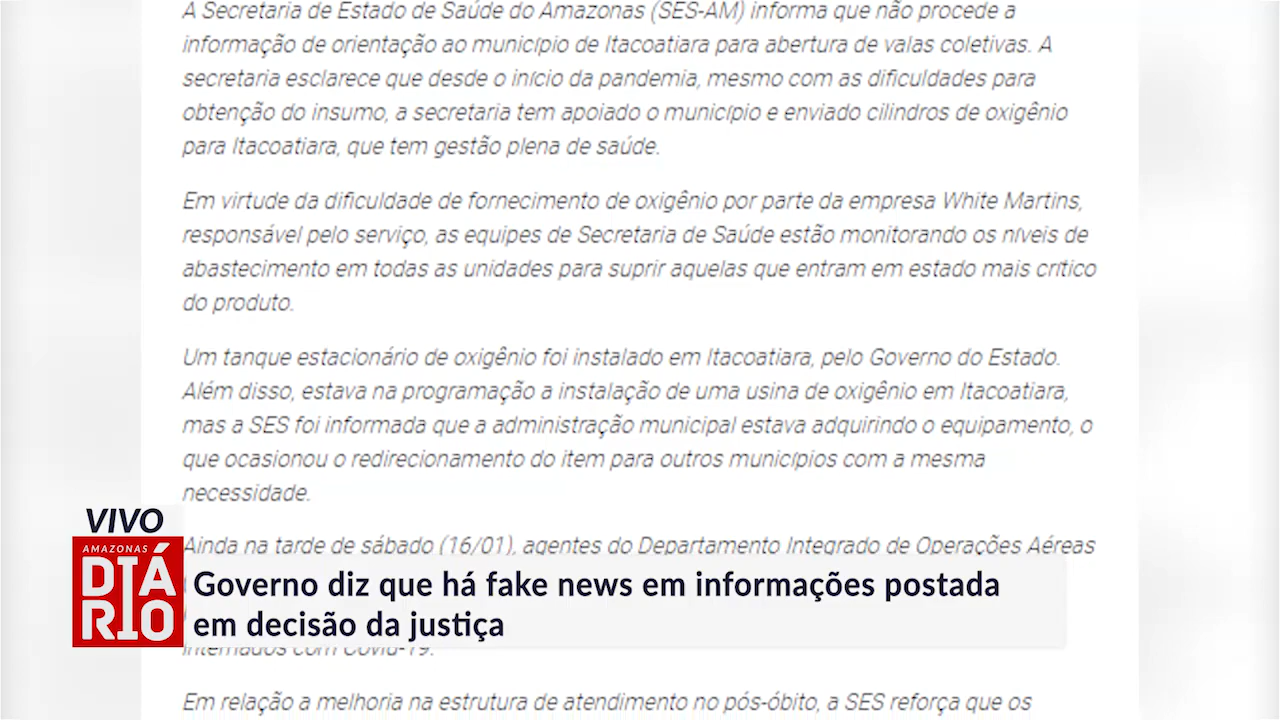 A Secretaria de Estado de Saúde do Amazonas (SES-AM) informa que não procede a
informação de orientação ao município de Itacoatiara para abertura de valas coletivas. A
secretaria esclarece que desde o início da pandemia, mesmo com as dificuldades para
obtenção do insumo, a secretaria tem apoiado o município e enviado cilindros de oxigênio
para Itacoatiara, que tem gestão plena de saúde.
Em virtude da dificuldade de fornecimento de oxigênio por parte da empresa White Martins,
responsável pelo serviço, as equipes de Secretaria de Saúde estão monitorando os níveis de
abastecimento em todas as unidades para suprir aquelas que entram em estado mais crítico
do produto.
Um tanque estacionário de oxigênio foi instalado em Itacoatiara, pelo Governo do Estado.
Além disso, estava na programação a instalação de uma usina de oxigênio em Itacoatiara,
mas a SES foi informada que a administração municipal estava adquirindo o equipamento, o
que ocasionou o redirecionamento do item para outros municípios com a mesma
necessidade.
Ainda na tarde de sábado (16/01), agentes do Departamento Integrado de Operações Aéreas
VIVO
AMAZONAS
DIÁ
RIO
Governo diz que há fake news em informações postada
em decisão da justiça
internados com Covid-19.
Em relação a melhoria na estrutura de atendimento no pós-óbito, a SES reforça que os